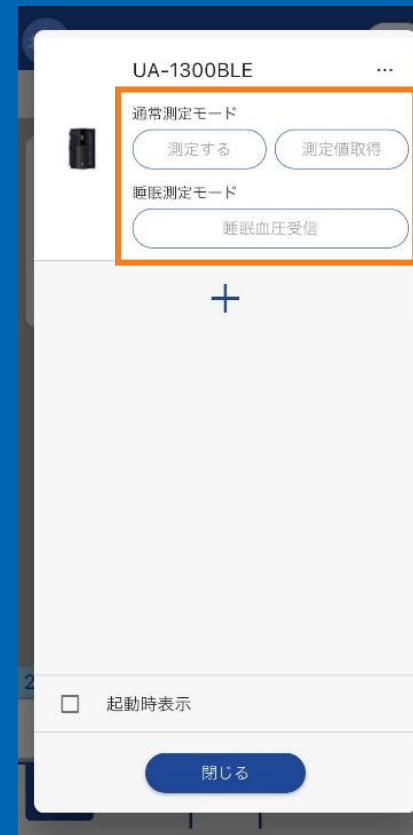 UA-1300BLE
...
通常測定モード
測定する
測定値取得
睡眠測定モード
睡眠血圧受信
+
起動時表示
閉じる